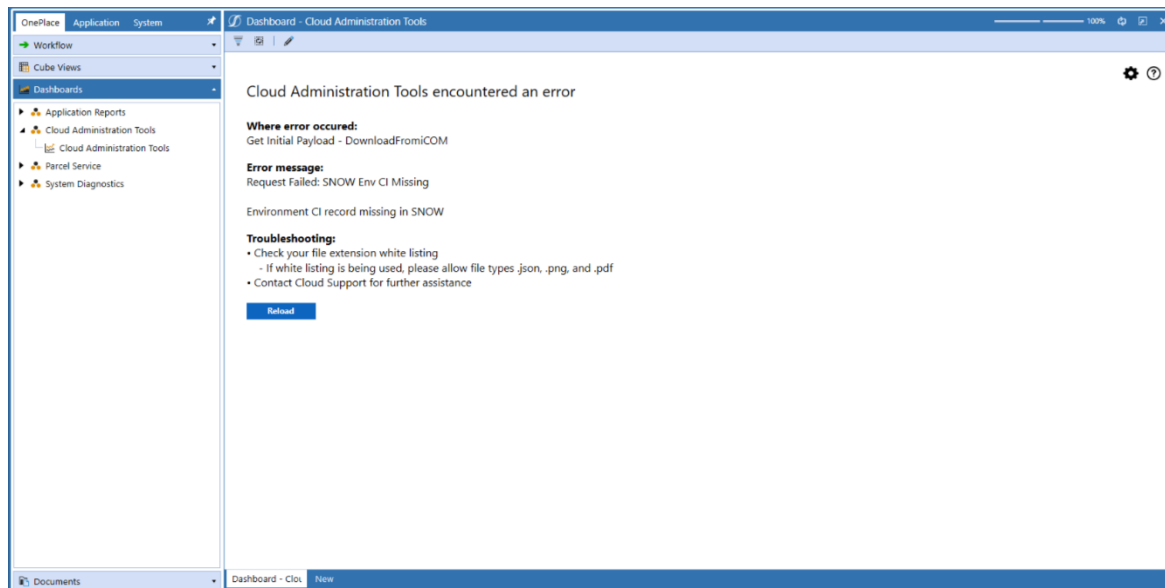 OnePlace Application System
Dashboard - Cloud Administration Tools
100%
Workflow
Cube Views
Dashboards
Application Reports
Cloud Administration Tools
Cloud Administration Tools
Parcel Service
System Diagnostics
Documents
Cloud Administration Tools encountered an error
Where error occured:
Get Initial Payload - DownloadFromiCOM
Error message:
Request Failed: SNOW Env CI Missing
Environment CI record missing in SNOW
Troubleshooting:
• Check your file extension white listing
- If white listing is being used, please allow file types .json, .png, and .pdf
• Contact Cloud Support for further assistance
Reload
Dashboard - Clou New